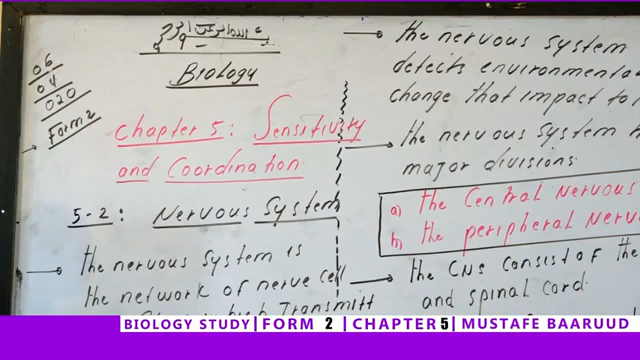 Biology
06
04
020
Form 2
Chapter 5: Sensitivity
and Coordination
5-2: Nervous System
the nervous system is
the network of nerve cell
Transmitt
the nervous system
detects environmenta
change that impact
the nervous system
major divisions
a) the Central Nervous
b) the peripheral Nerv
the CNS consist of the
and spinal cord
BIOLOGY STUDY| FORM 2 | CHAPTER 5| MUSTAFE BAARUUD